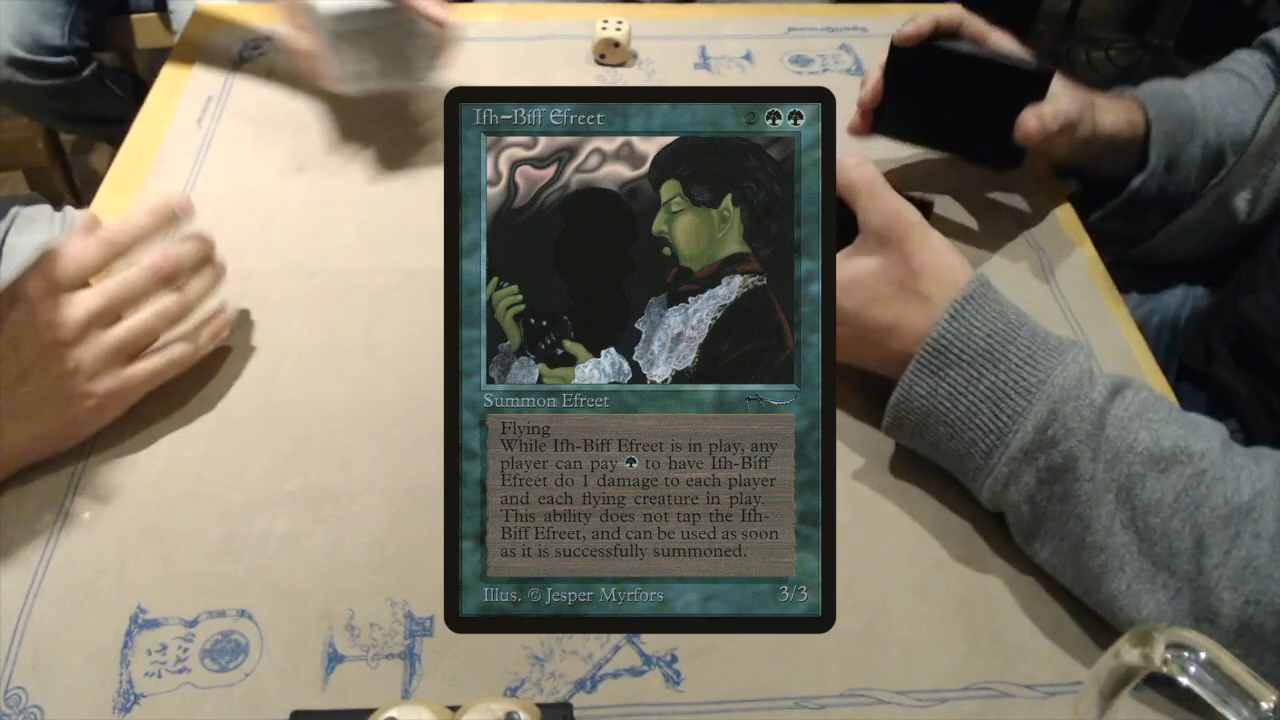 Ifh-Biff Efreet 2
Summon Efreet
Flying
While Ifh-Biff Efreet is in play, any
player can pay to have Ifh-Biff
Efreet do 1 damage to each player
and each flying creature in play.
This ability does not tap the Ifh-
Biff Efreet, and can be used as soon
as it is successfully summoned.
Illus. © Jesper Myrfors 3/3